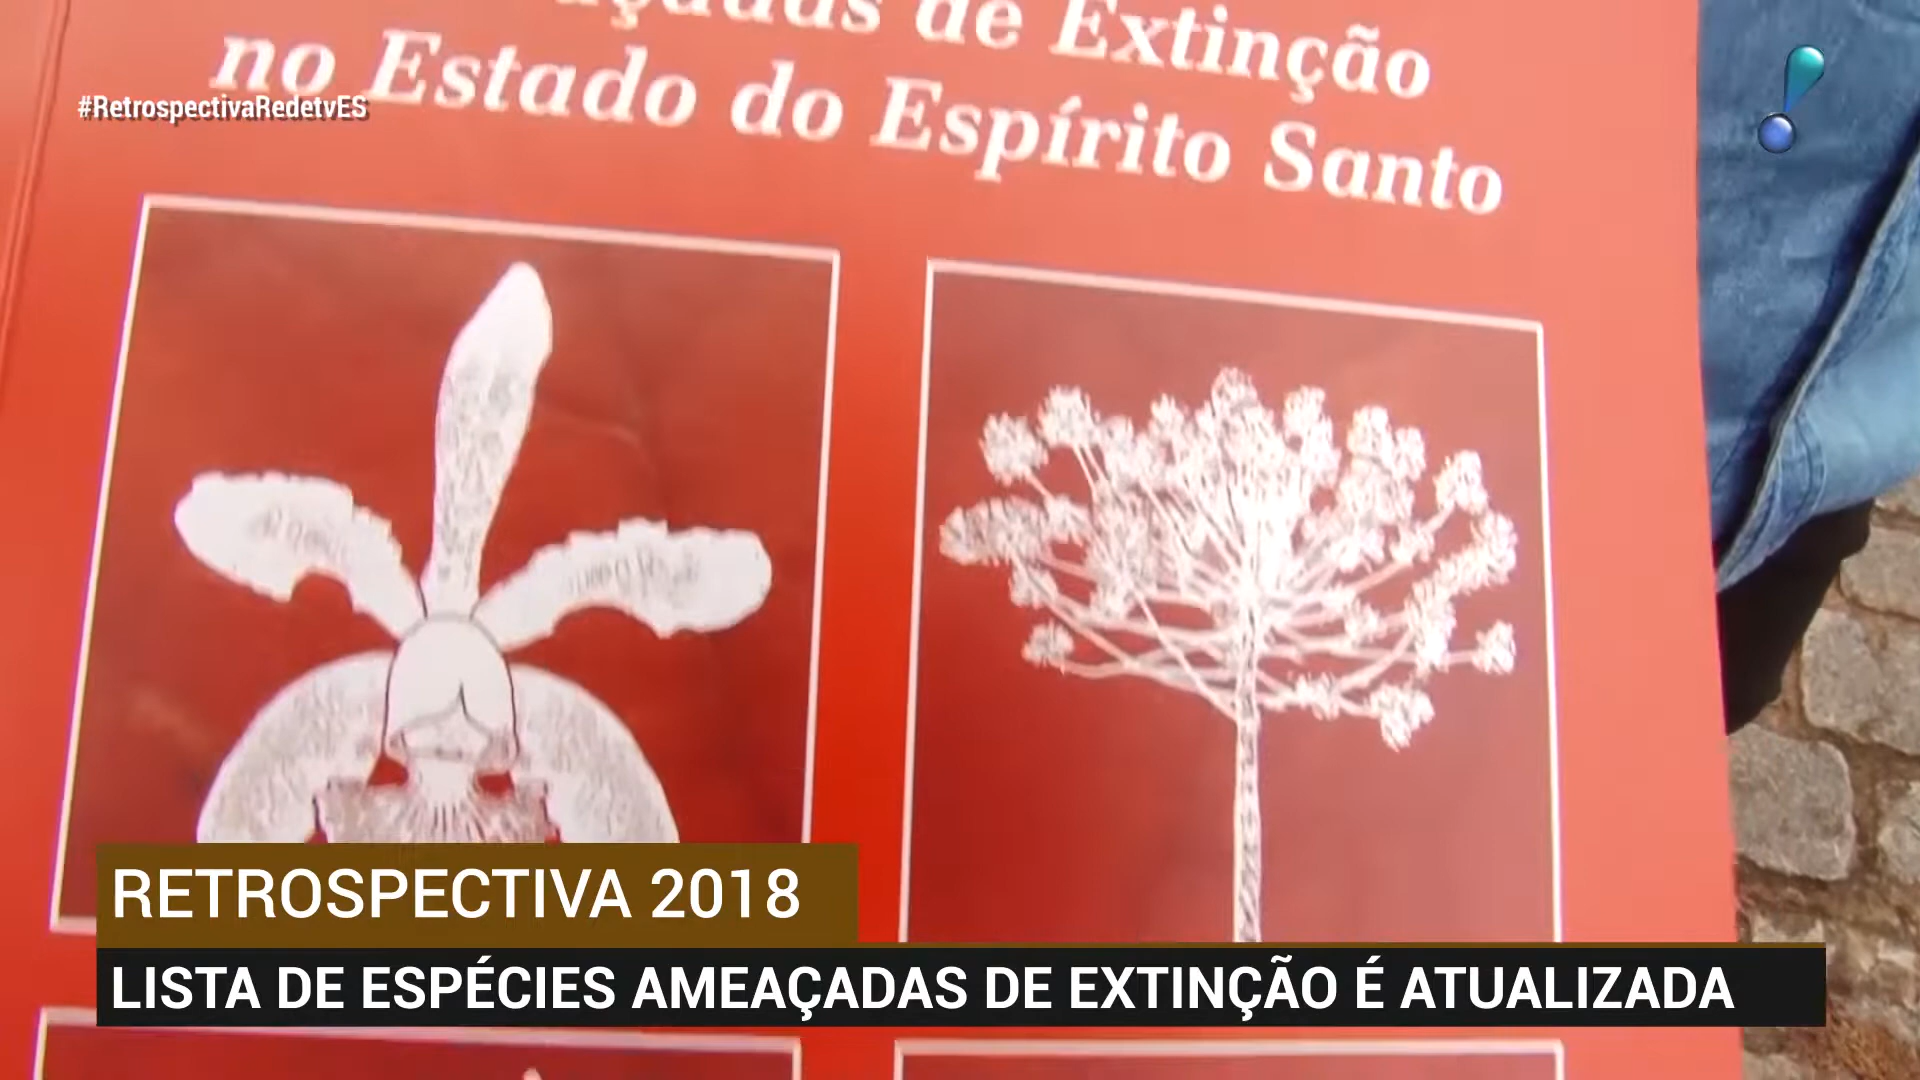 de Extinção
no Estado do Espírito Santo
#RetrospectivaRedetvES
RETROSPECTIVA 2018
LISTA DE ESPÉCIES AMEAÇADAS DE EXTINÇÃO É ATUALIZADA